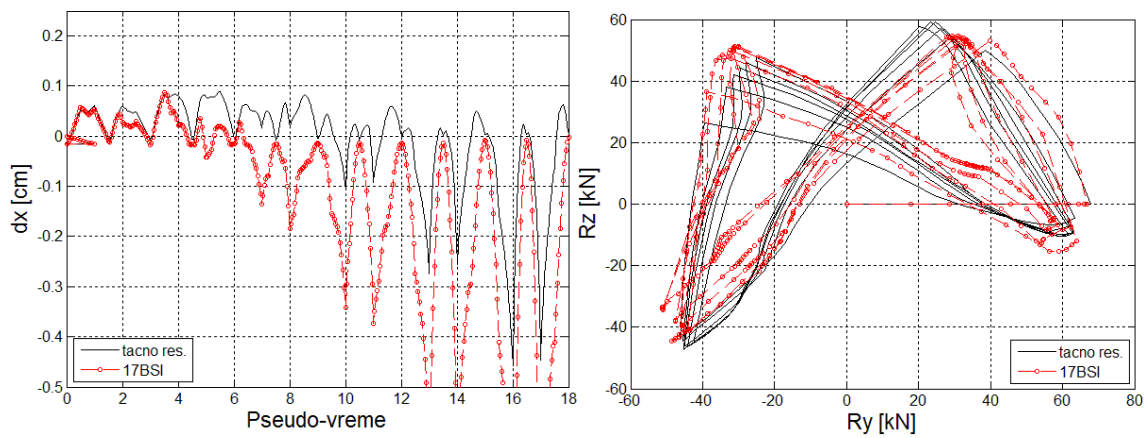 0.2
0.1
0
-0.1
-0.2
-0.3
-0.4
-0.5
dx [cm]
0 2 4 6 8 10 12 14 16 18
Pseudo-vreme
tacno res.
17BSI
60
40
20
0
-20
-40
-60
Rz [kN]
-60 -40 -20 0 20 40 60 80
Ry [kN]
tacno res.
17BSI